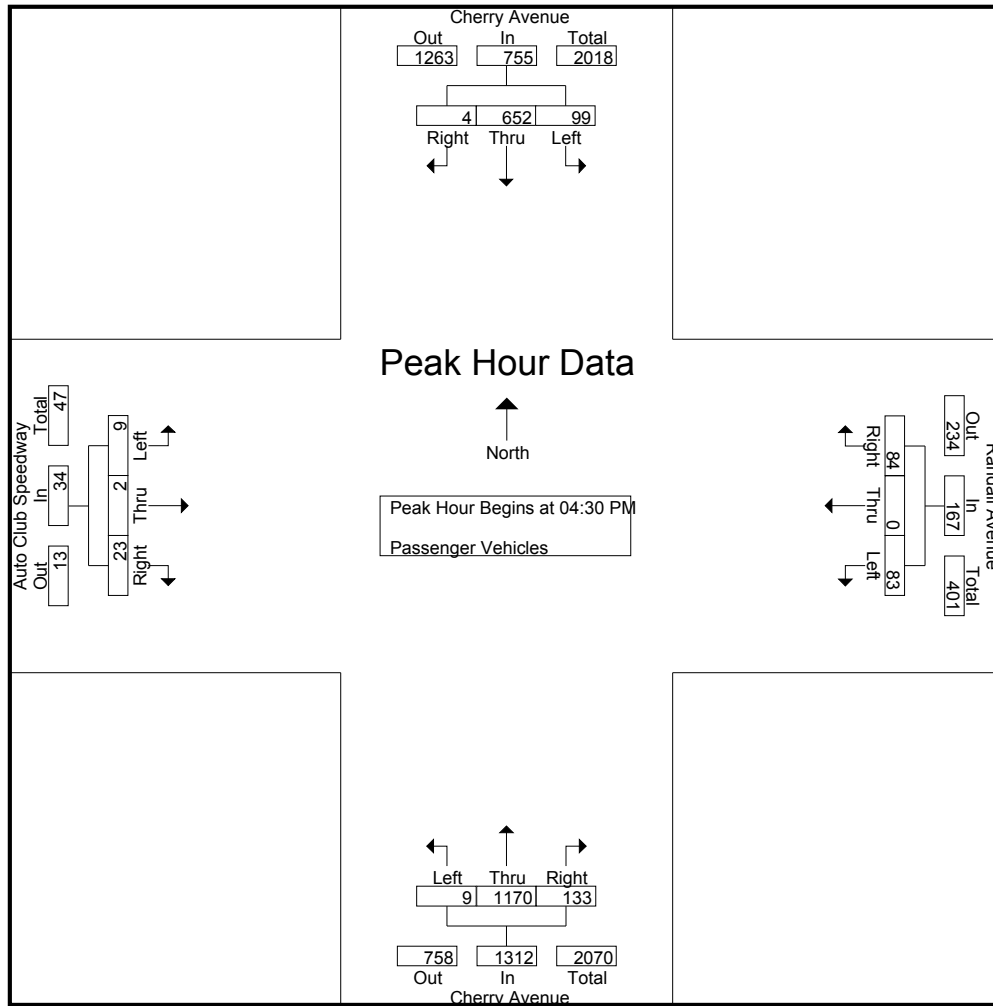 Cherry Avenue
Out In Total
1263 755 2018
4 652 99
Right Thru Left
Peak Hour Data
North
Peak Hour Begins at 04:30 PM
Passenger Vehicles
Auto Club Speedway
Total In Out
47 34 13
9 2 23
Left Thru Right
Right Thru Left
84 0 83
Out In Total
234 167 401
Randall Avenue
Left Thru Right
9 1170 133
758 1312 2070
Out In Total
Cherry Avenue